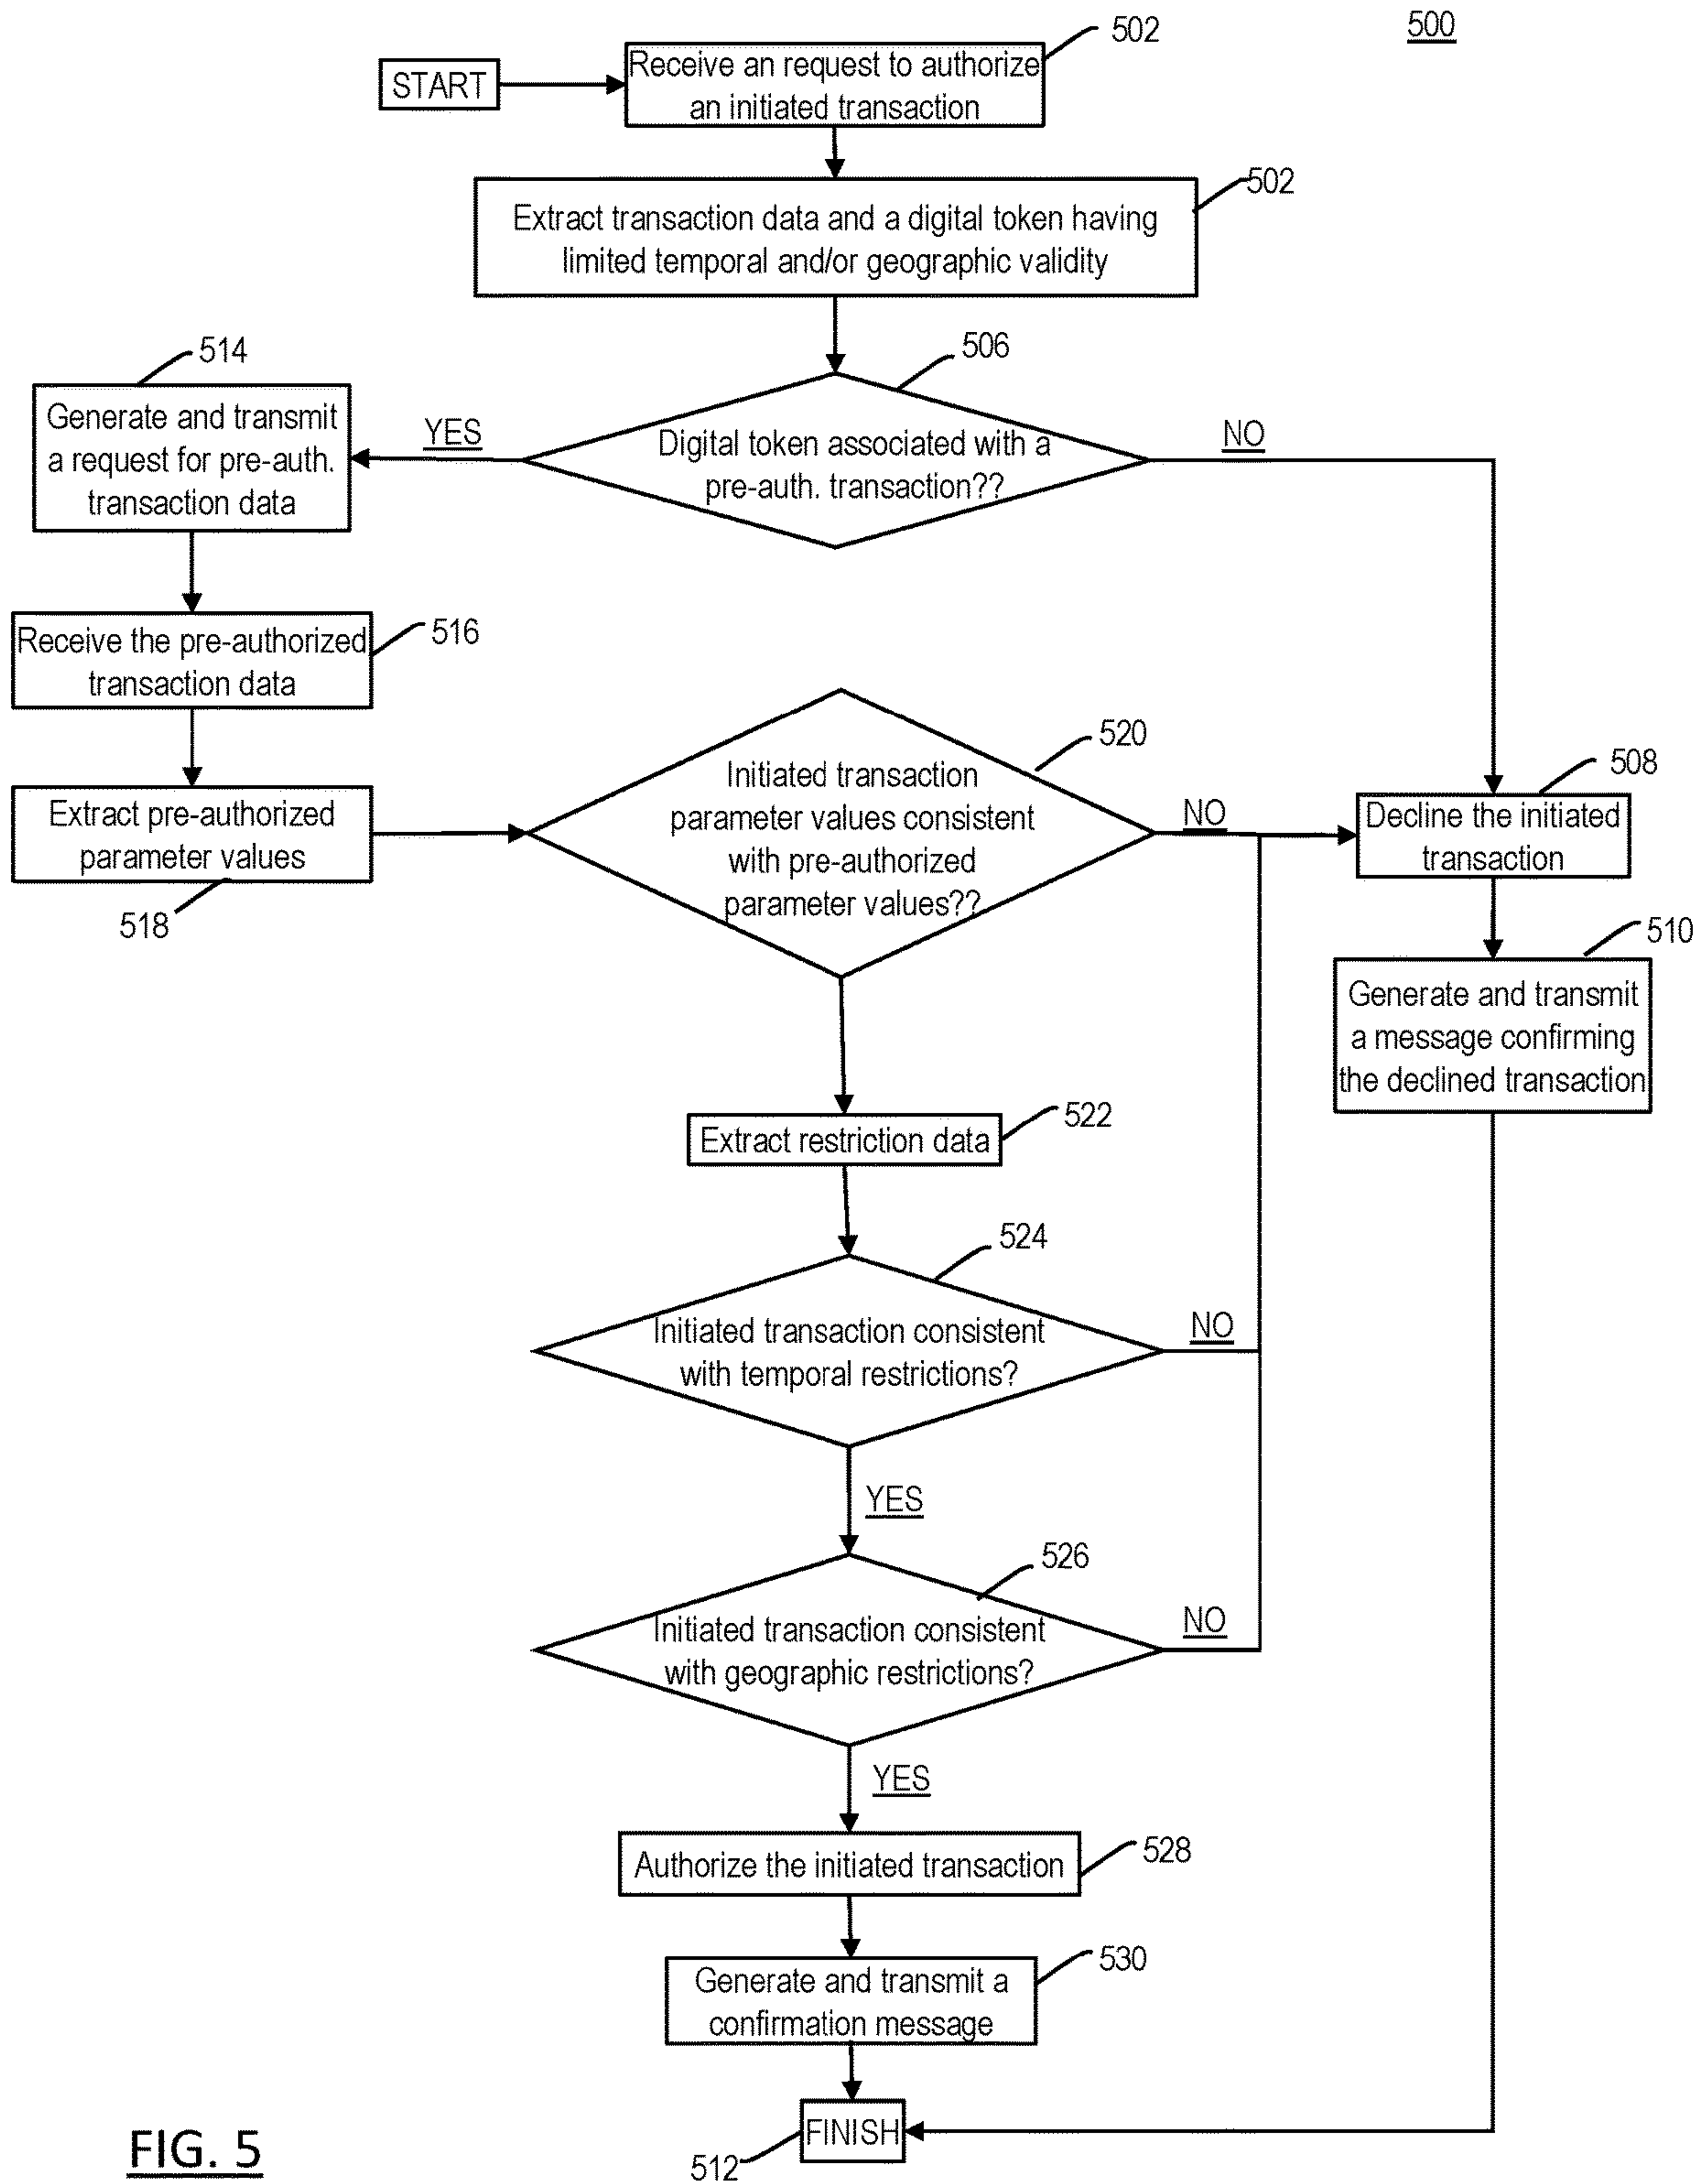 500
502
START
Receive an request to authorize
an initiated transaction
502
Extract transaction data and a digital token having
limited temporal and/or geographic validity
506
514
Generate and transmit
a request for pre-auth.
transaction data
YES
Digital token associated with a
pre-auth. transaction??
NO
Receive the pre-authorized
transaction data
516
Extract pre-authorized
parameter values
518
520
Initiated transaction
parameter values consistent
with pre-authorized
parameter values??
NO
508
Decline the initiated
transaction
510
Generate and transmit
a message confirming
the declined transaction
Extract restriction data
522
524
Initiated transaction consistent
with temporal restrictions?
NO
YES
526
Initiated transaction consistent
with geographic restrictions?
NO
YES
Authorize the initiated transaction
528
Generate and transmit a
confirmation message
530
FINISH
512
FIG. 5